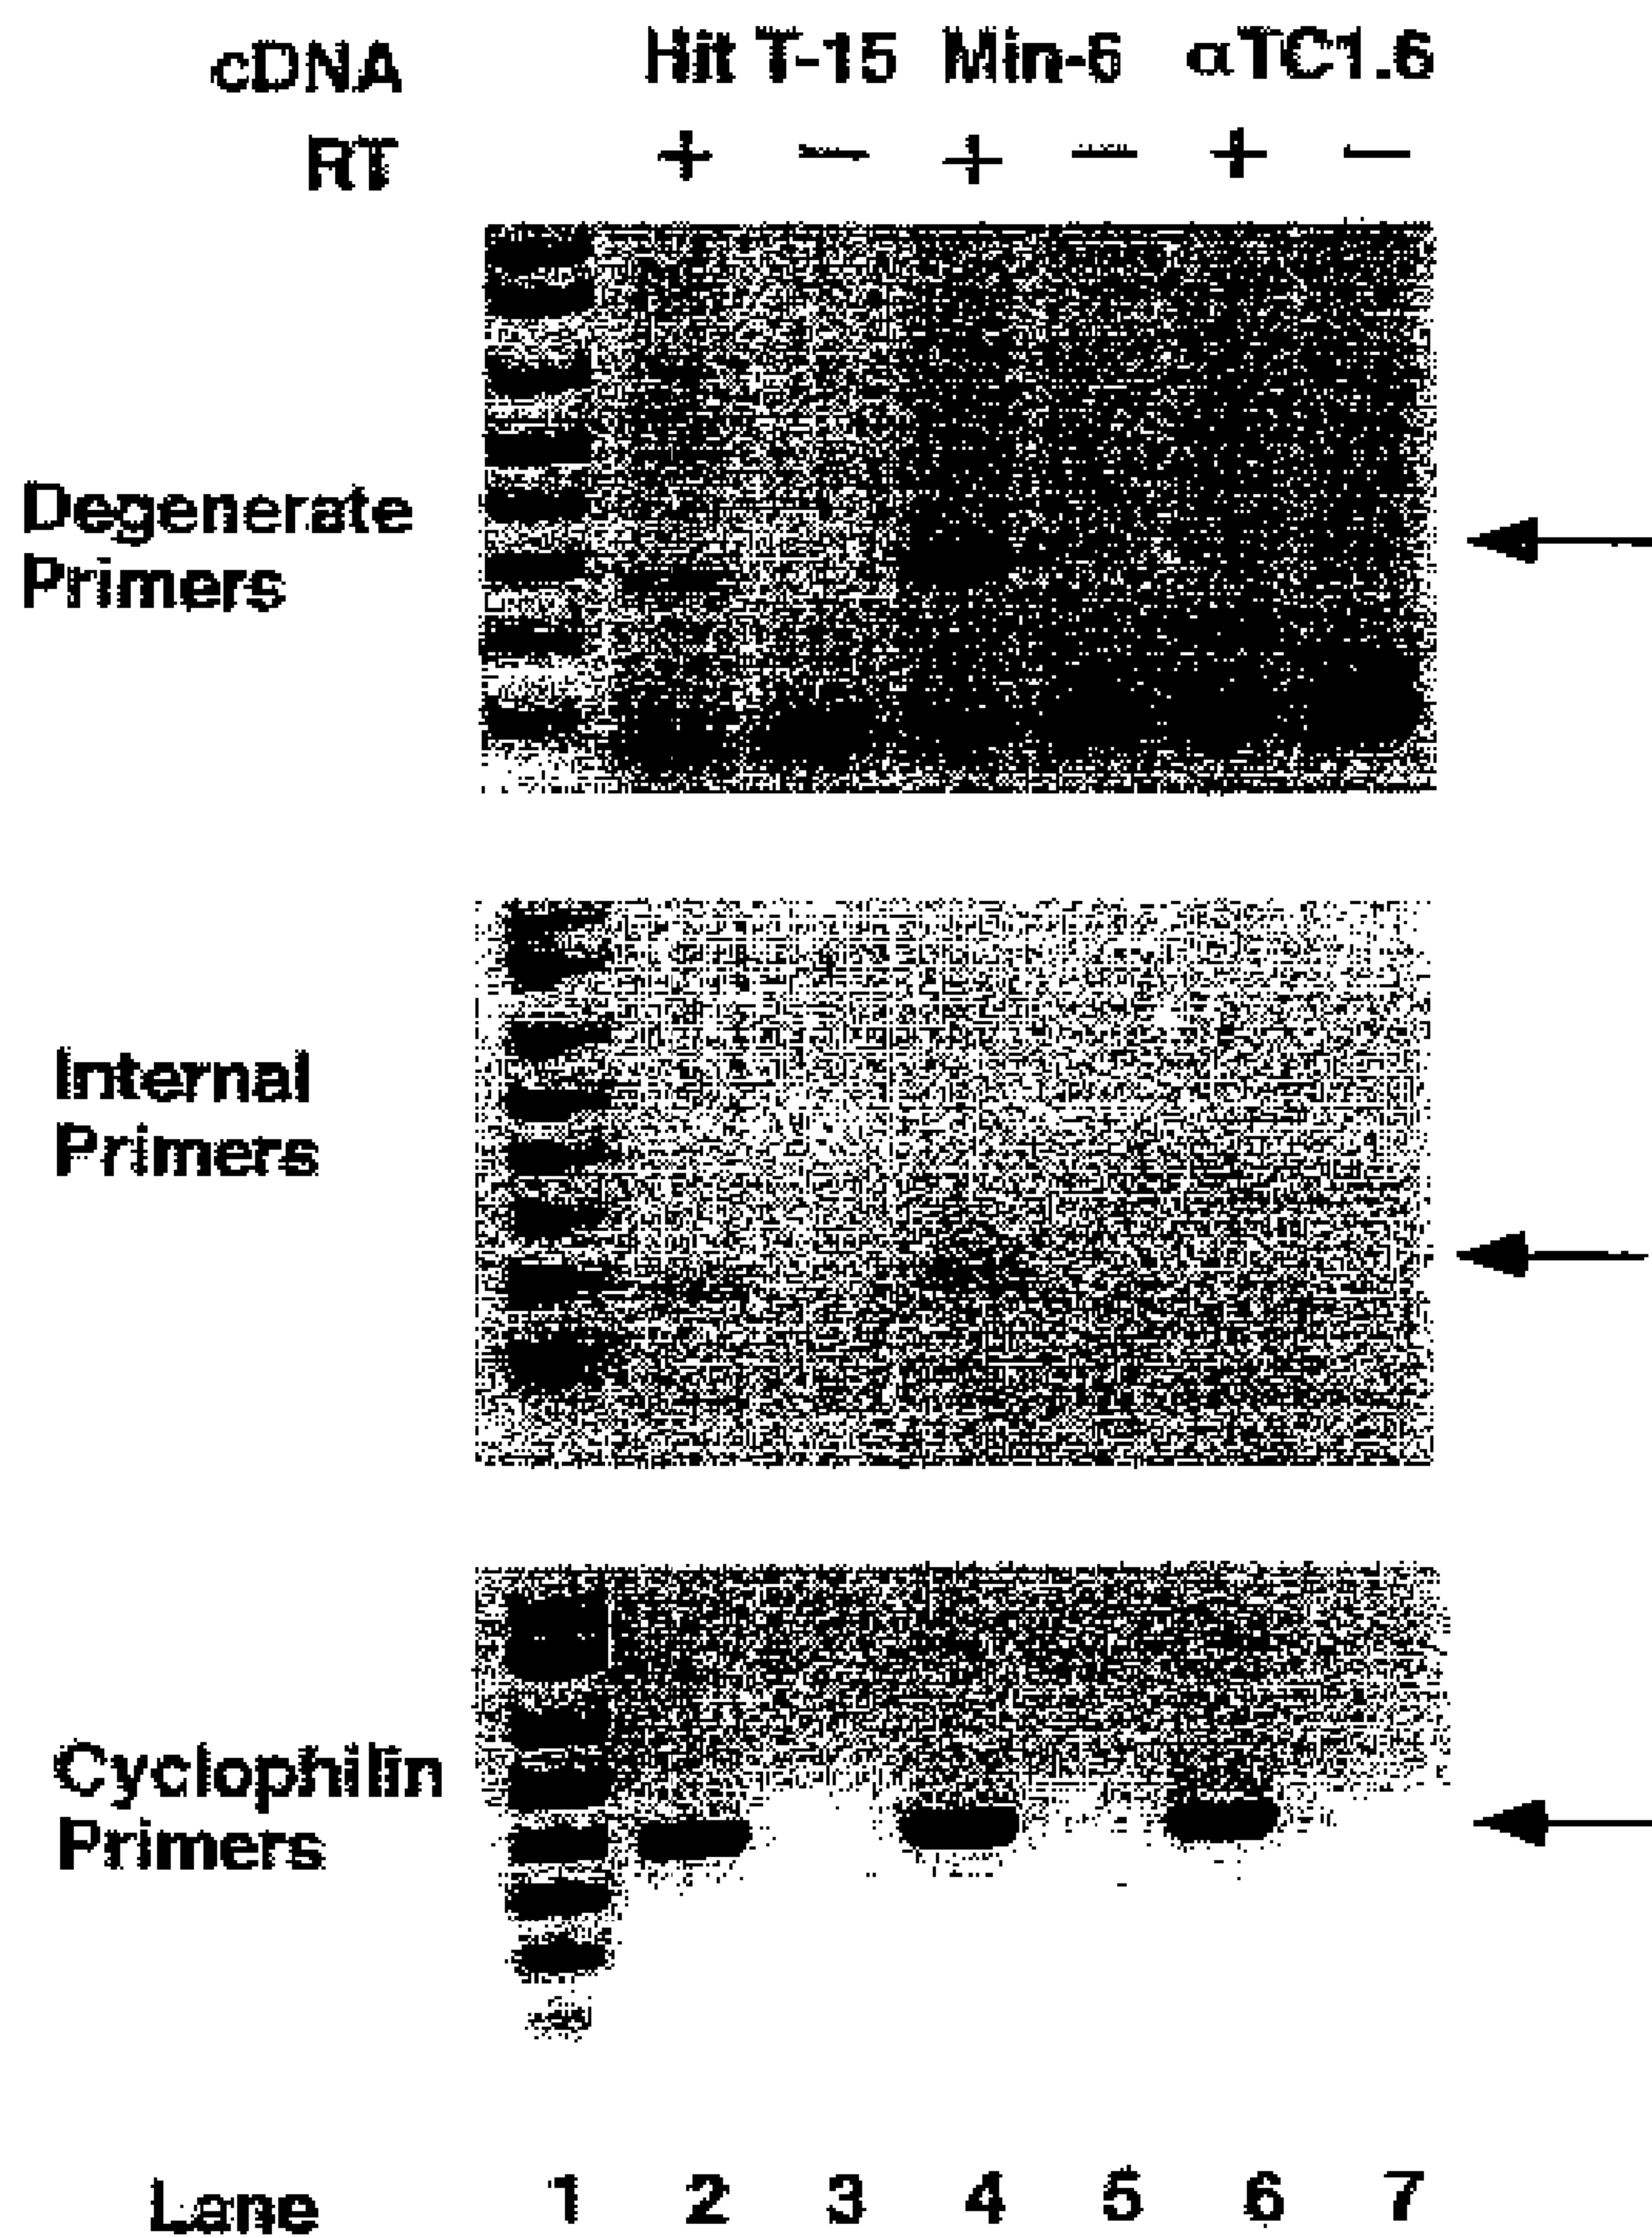 cDNA Hit T-15 Min-6 αTC1.6
RT + − + − + −
Degenerate
Primers
Internal
Primers
Cyclophilin
Primers
Lane 1 2 3 4 5 6 7